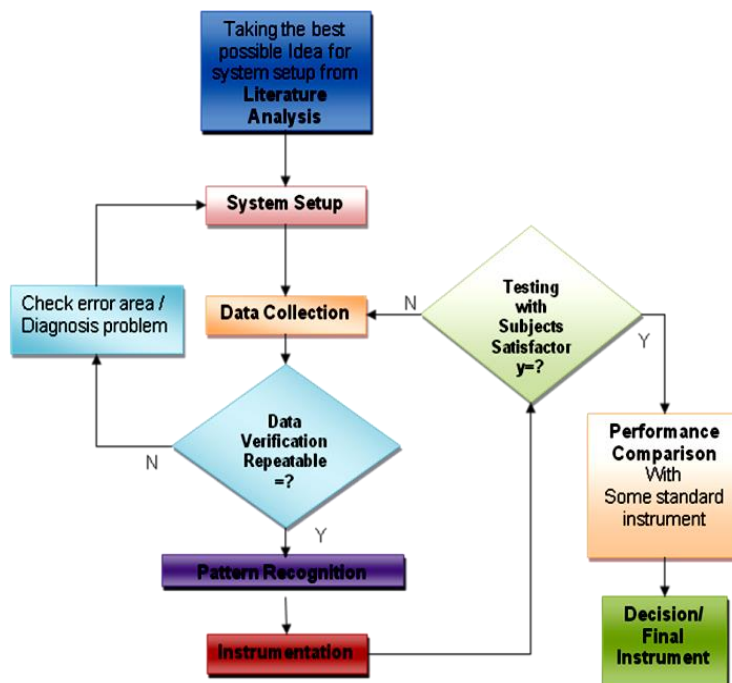 Taking the best
possible Idea for
system setup from
Literature
Analysis
System Setup
Check error area /
Diagnosis problem
Data Collection
N
Testing
with
Subjects
Satisfactor
y=?
Y
Data
Verification
Repeatable
=?
N
Y
Performance
Comparison
With
Some standard
instrument
Pattern Recognition
Instrumentation
Decision/
Final
Instrument